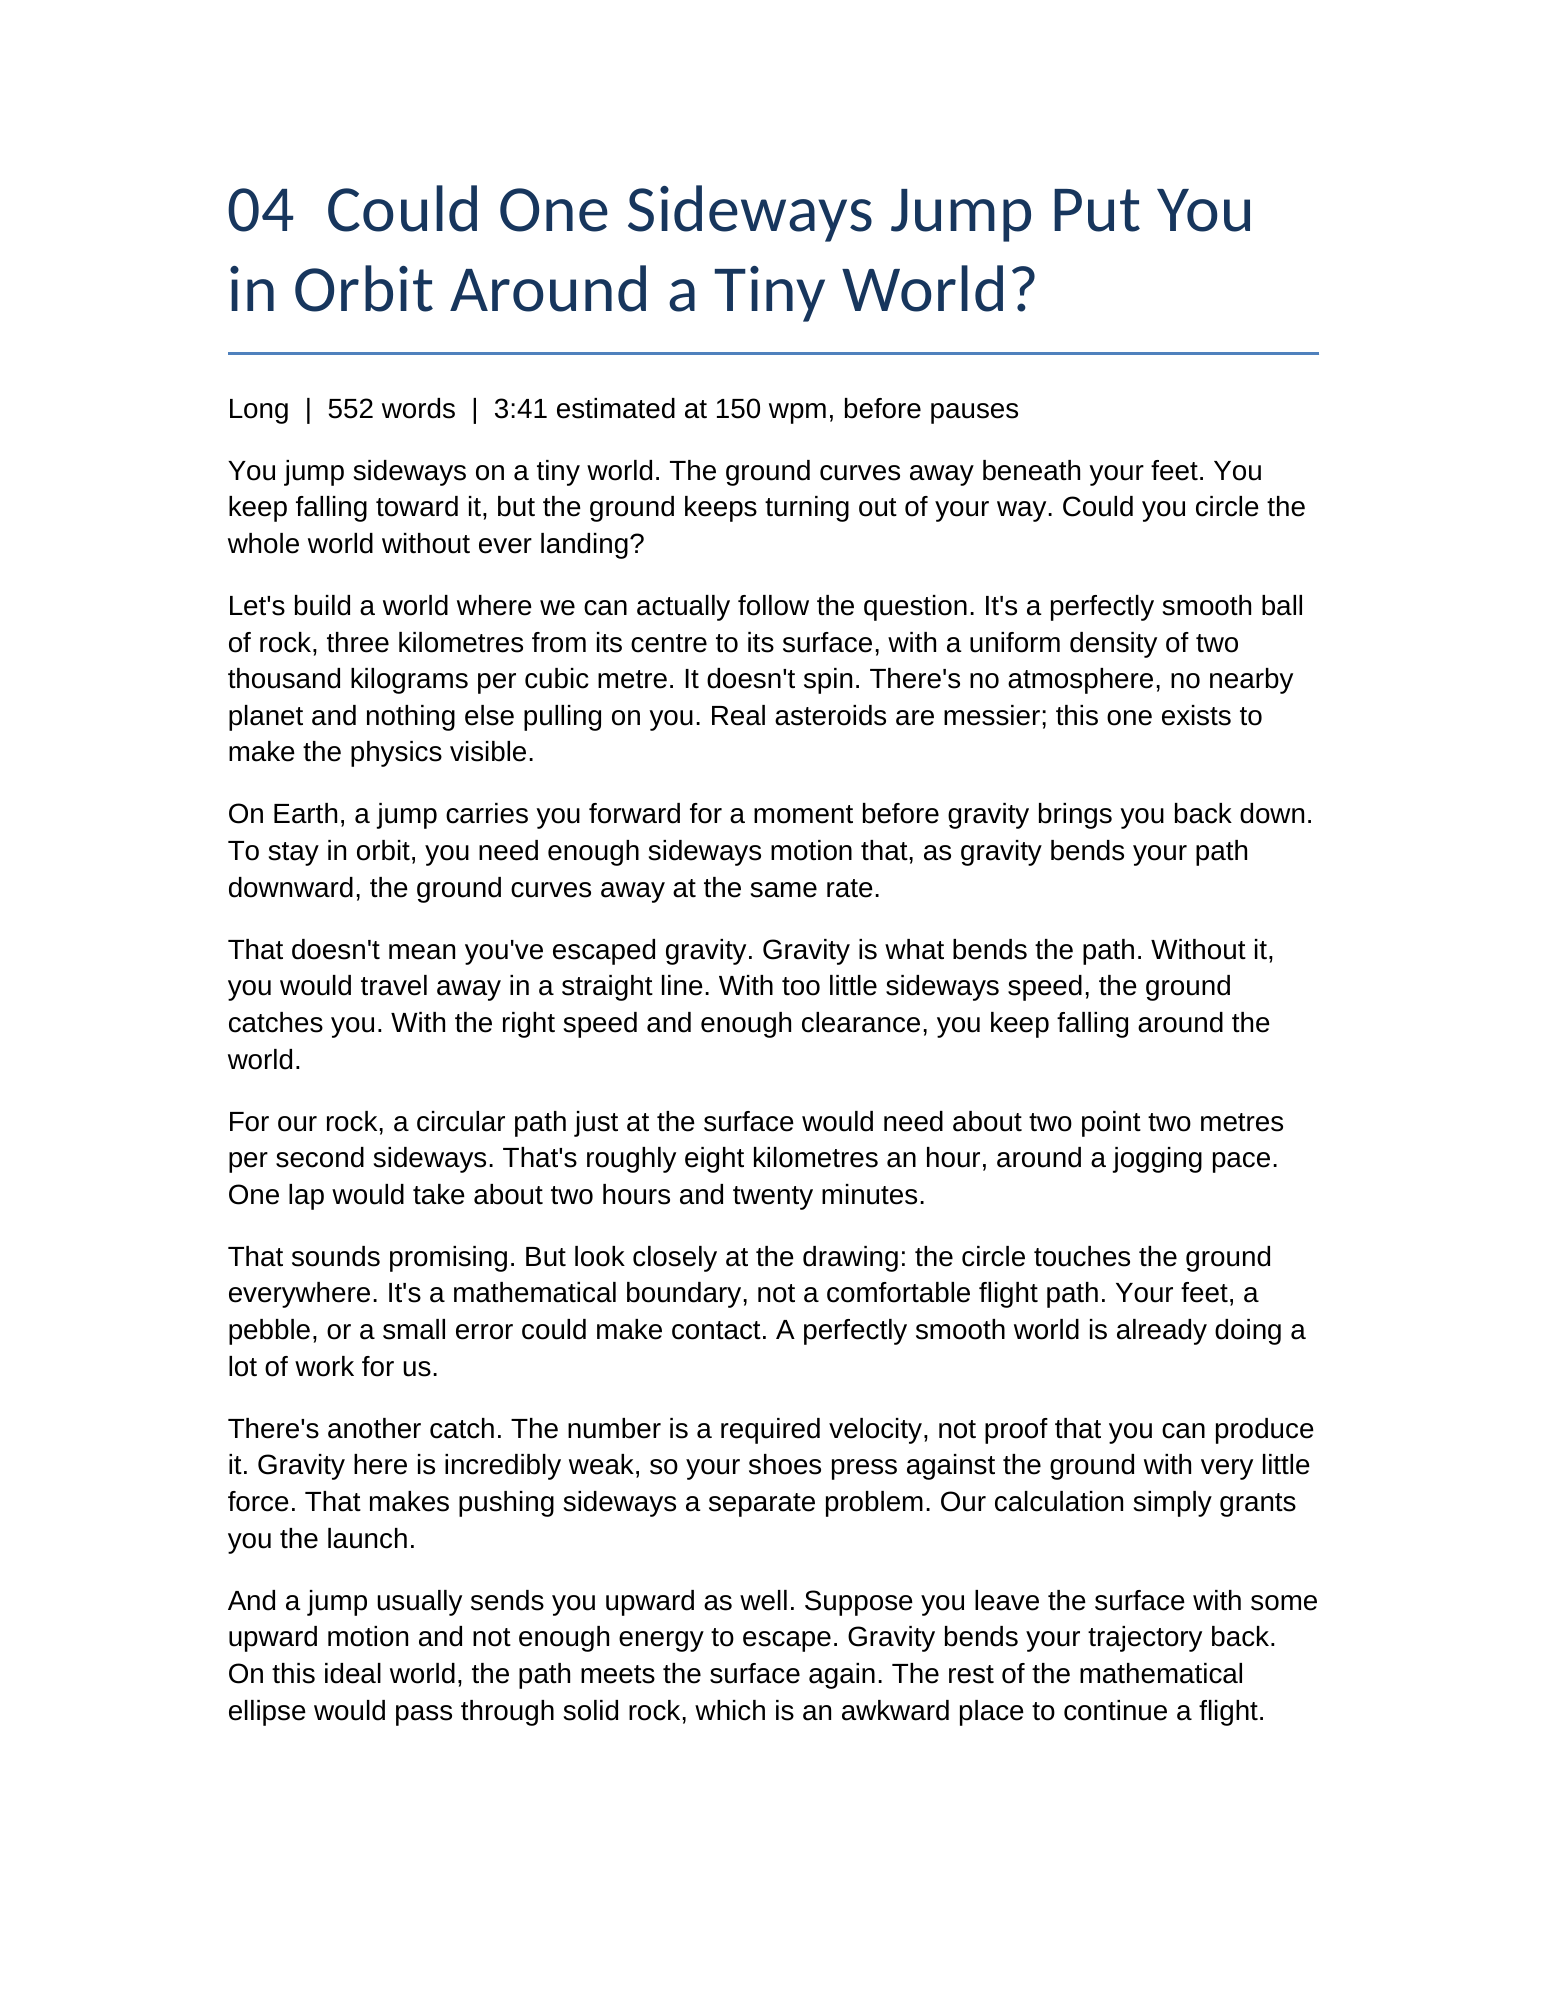 04  Could One Sideways Jump Put You
in Orbit Around a Tiny World?
Long  |  552 words  |  3:41 estimated at 150 wpm, before pauses
You jump sideways on a tiny world. The ground curves away beneath your feet. You
keep falling toward it, but the ground keeps turning out of your way. Could you circle the
whole world without ever landing?
Let's build a world where we can actually follow the question. It's a perfectly smooth ball
of rock, three kilometres from its centre to its surface, with a uniform density of two
thousand kilograms per cubic metre. It doesn't spin. There's no atmosphere, no nearby
planet and nothing else pulling on you. Real asteroids are messier; this one exists to
make the physics visible.
On Earth, a jump carries you forward for a moment before gravity brings you back down.
To stay in orbit, you need enough sideways motion that, as gravity bends your path
downward, the ground curves away at the same rate.
That doesn't mean you've escaped gravity. Gravity is what bends the path. Without it,
you would travel away in a straight line. With too little sideways speed, the ground
catches you. With the right speed and enough clearance, you keep falling around the
world.
For our rock, a circular path just at the surface would need about two point two metres
per second sideways. That's roughly eight kilometres an hour, around a jogging pace.
One lap would take about two hours and twenty minutes.
That sounds promising. But look closely at the drawing: the circle touches the ground
everywhere. It's a mathematical boundary, not a comfortable flight path. Your feet, a
pebble, or a small error could make contact. A perfectly smooth world is already doing a
lot of work for us.
There's another catch. The number is a required velocity, not proof that you can produce
it. Gravity here is incredibly weak, so your shoes press against the ground with very little
force. That makes pushing sideways a separate problem. Our calculation simply grants
you the launch.
And a jump usually sends you upward as well. Suppose you leave the surface with some
upward motion and not enough energy to escape. Gravity bends your trajectory back.
On this ideal world, the path meets the surface again. The rest of the mathematical
ellipse would pass through solid rock, which is an awkward place to continue a flight.